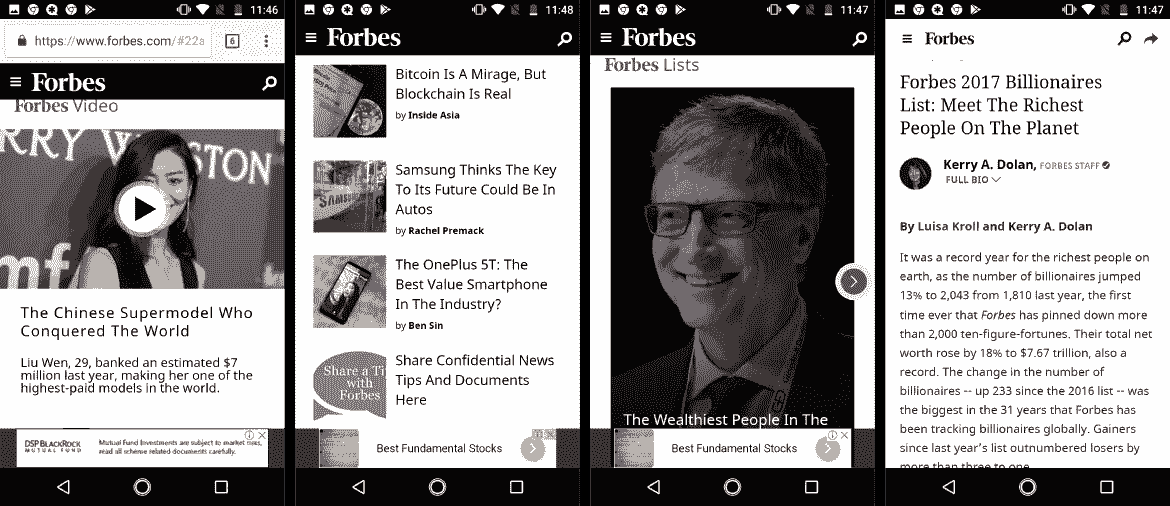 11:46
https://www.forbes.com/#22a
6
Forbes
Forbes Video
RRY WINSTON
mf
The Chinese Supermodel Who
Conquered The World
Liu Wen, 29, banked an estimated $7
million last year, making her one of the
highest-paid models in the world.
DSP BLACKROCK
MUTUAL FUND
Mutual Fund Investments are subject to market risks,
read all scheme related documents carefully.
11:48
Forbes
Bitcoin Is A Mirage, But
Blockchain Is Real
by Inside Asia
SAMSU
Samsung Thinks The Key
To Its Future Could Be In
Autos
by Rachel Premack
The OnePlus 5T: The
Best Value Smartphone
In The Industry?
by Ben Sin
Share a Ti
with
Forbes
Share Confidential News
Tips And Documents
Here
Best Fundamental Stocks
11:47
Forbes
Forbes Lists
The Wealthiest People In The
Best Fundamental Stocks
11:47
Forbes
Forbes 2017 Billionaires
List: Meet The Richest
People On The Planet
Kerry A. Dolan, FORBES STAFF
FULL BIO
By Luisa Kroll and Kerry A. Dolan
It was a record year for the richest people on
earth, as the number of billionaires jumped
13% to 2,043 from 1,810 last year, the first
time ever that Forbes has pinned down more
than 2,000 ten-figure-fortunes. Their total net
worth rose by 18% to $7.67 trillion, also a
record. The change in the number of
billionaires -- up 233 since the 2016 list -- was
the biggest in the 31 years that Forbes has
been tracking billionaires globally. Gainers
since last year's list outnumbered losers by
more than three to one.